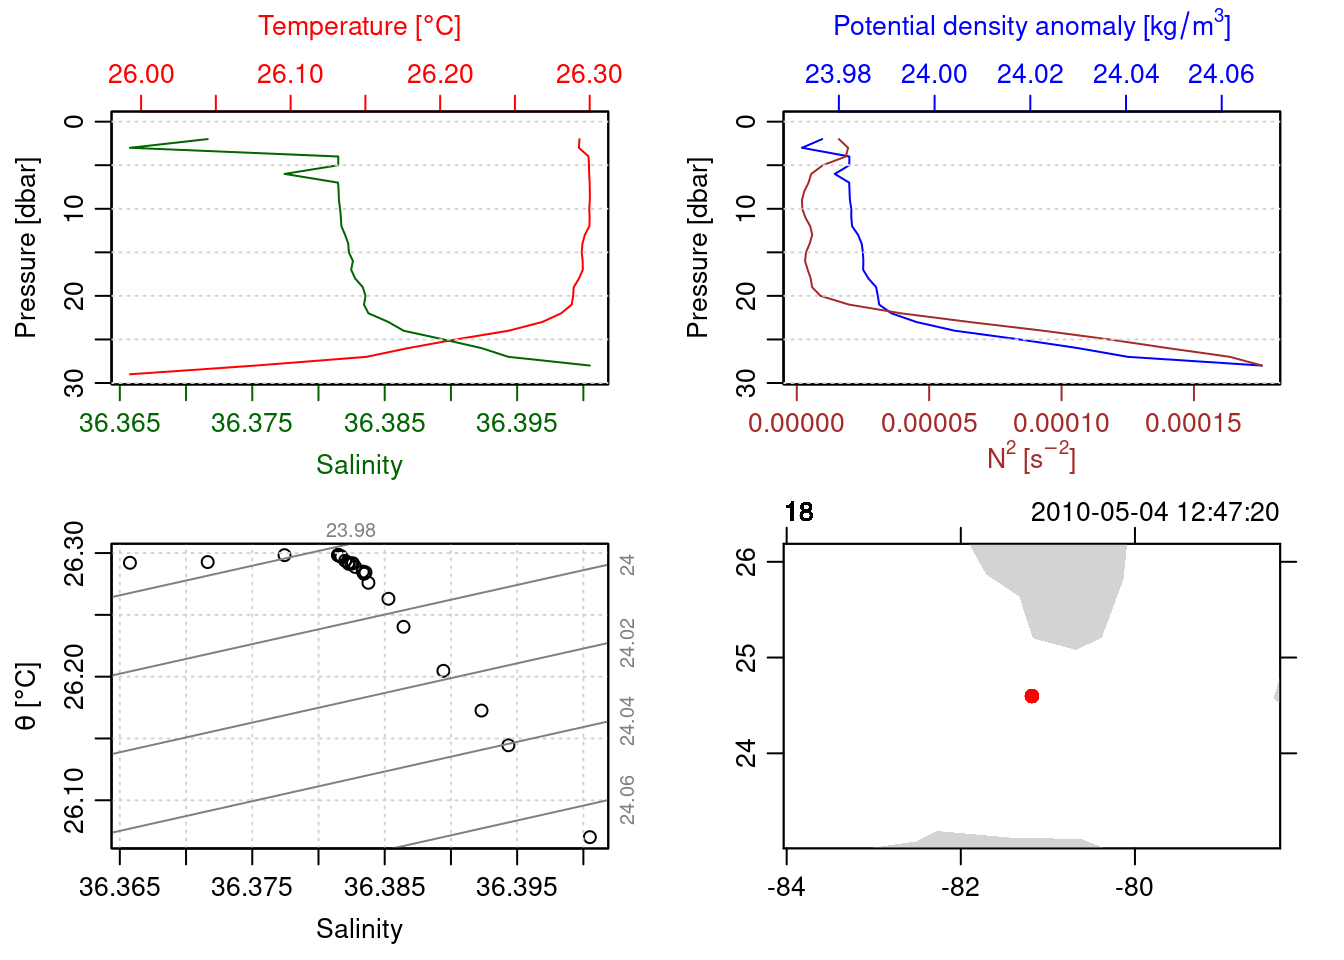 Temperature [°C]
26.00 26.10 26.20 26.30
Pressure [dbar]
0 10 20 30
36.365 36.375 36.385 36.395
Salinity
Potential density anomaly [kg/m³]
23.98 24.00 24.02 24.04 24.06
Pressure [dbar]
0 10 20 30
0.00000 0.00005 0.00010 0.00015
N² [s⁻²]
23.98
θ [°C]
26.30 26.20 26.10
24 24.02 24.04 24.06
36.365 36.375 36.385 36.395
Salinity
18 2010-05-04 12:47:20
26 25 24
-84 -82 -80